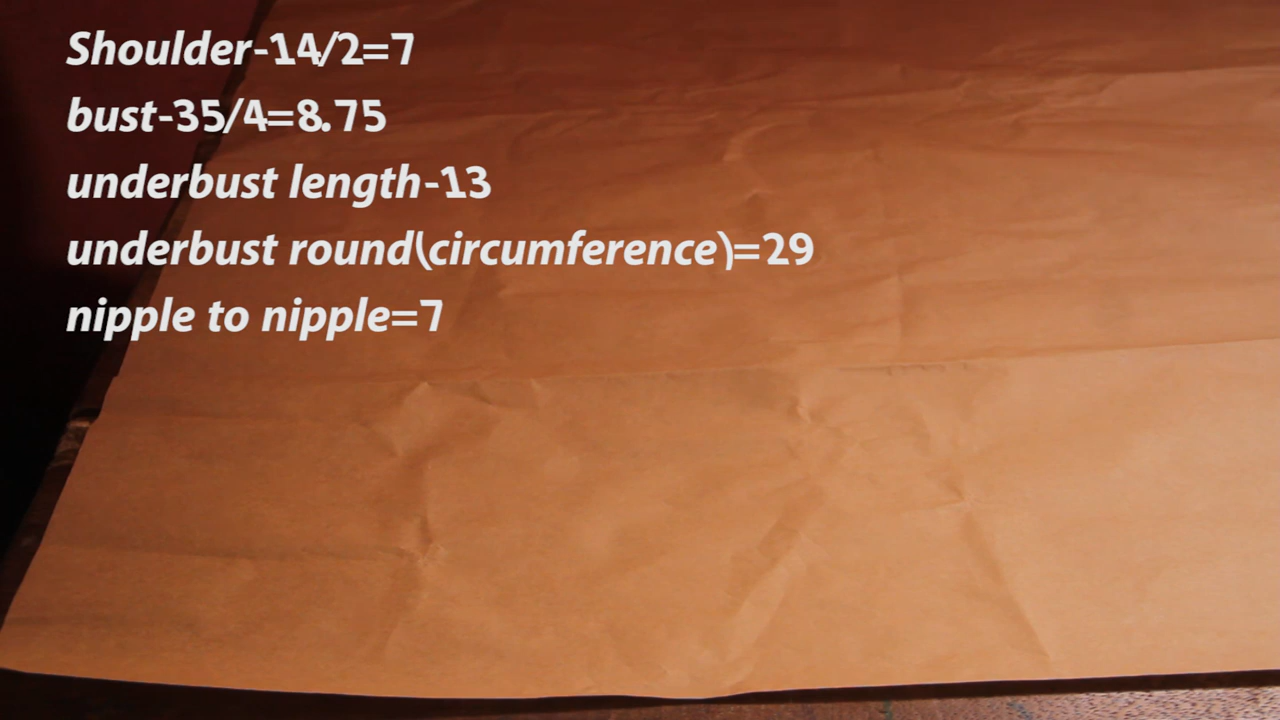 Shoulder-14/2=7
bust-35/4=8.75
underbust length-13
underbust round(circumference)=29
nipple to nipple=7